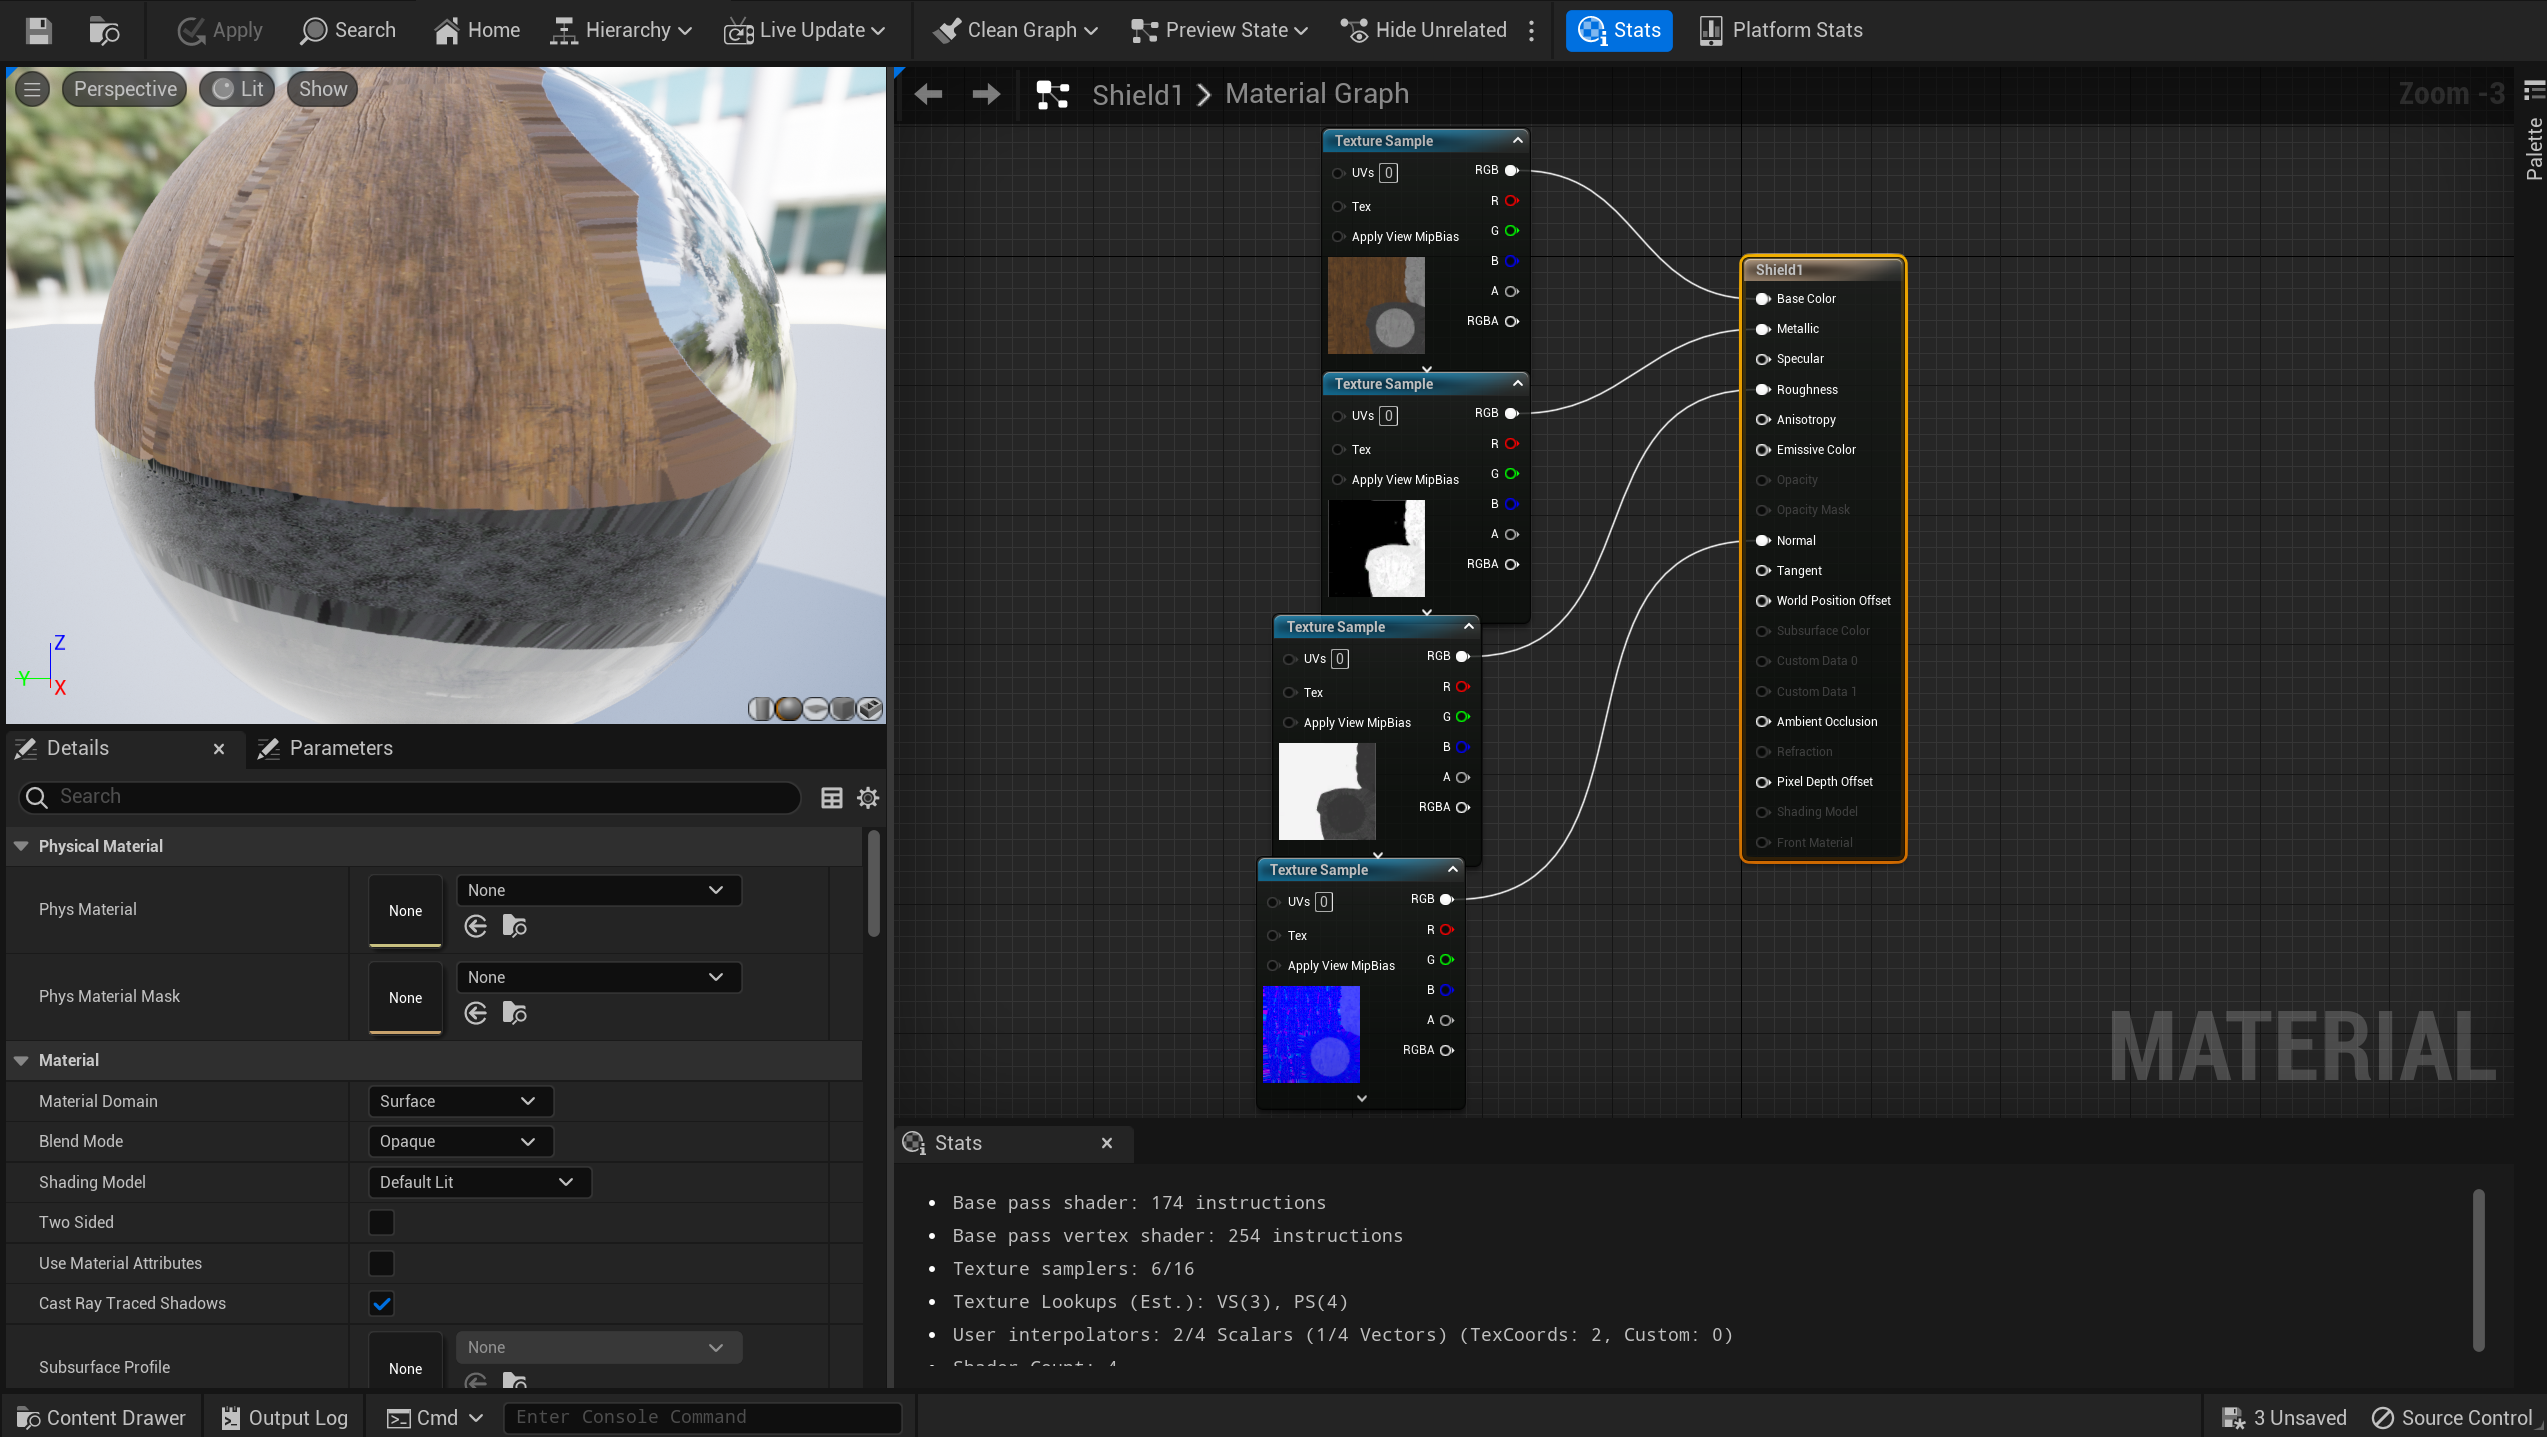 Apply
Search
Home
Hierarchy
Live Update
Clean Graph
Preview State
Hide Unrelated
Stats
Platform Stats
Perspective
Lit
Show
Z
Y
X
Shield1
Material Graph
Zoom -3
Palette
Texture Sample
UVs 0
Tex
Apply View MipBias
RGB
R
G
B
A
RGBA
Texture Sample
UVs 0
Tex
Apply View MipBias
RGB
R
G
B
A
RGBA
Texture Sample
UVs 0
Tex
Apply View MipBias
RGB
R
G
B
A
RGBA
Texture Sample
UVs 0
Tex
Apply View MipBias
RGB
R
G
B
A
RGBA
Shield1
Base Color
Metallic
Specular
Roughness
Anisotropy
Emissive Color
Opacity
Opacity Mask
Normal
Tangent
World Position Offset
Subsurface Color
Custom Data 0
Custom Data 1
Ambient Occlusion
Refraction
Pixel Depth Offset
Shading Model
Front Material
MATERIAL
Details
Parameters
Search
Physical Material
Phys Material
None
None
Phys Material Mask
None
None
Material
Material Domain
Surface
Blend Mode
Opaque
Shading Model
Default Lit
Two Sided
Use Material Attributes
Cast Ray Traced Shadows
Subsurface Profile
None
None
Stats
• Base pass shader: 174 instructions
• Base pass vertex shader: 254 instructions
• Texture samplers: 6/16
• Texture Lookups (Est.): VS(3), PS(4)
• User interpolators: 2/4 Scalars (1/4 Vectors) (TexCoords: 2, Custom: 0)
• Shader Count: 4
Content Drawer
Output Log
Cmd
Enter Console Command
3 Unsaved
Source Control